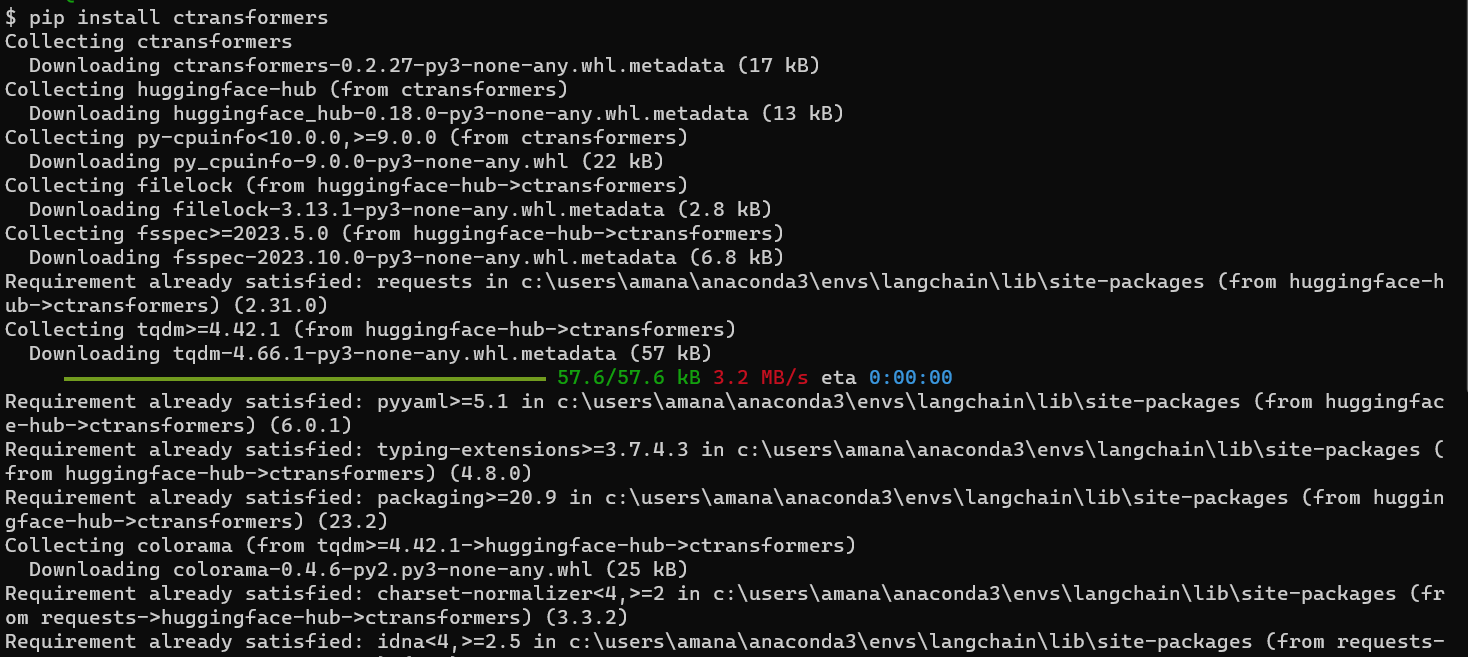 $ pip install ctransformers
Collecting ctransformers
  Downloading ctransformers-0.2.27-py3-none-any.whl.metadata (17 kB)
Collecting huggingface-hub (from ctransformers)
  Downloading huggingface_hub-0.18.0-py3-none-any.whl.metadata (13 kB)
Collecting py-cpuinfo<10.0.0,>=9.0.0 (from ctransformers)
  Downloading py_cpuinfo-9.0.0-py3-none-any.whl (22 kB)
Collecting filelock (from huggingface-hub->ctransformers)
  Downloading filelock-3.13.1-py3-none-any.whl.metadata (2.8 kB)
Collecting fsspec>=2023.5.0 (from huggingface-hub->ctransformers)
  Downloading fsspec-2023.10.0-py3-none-any.whl.metadata (6.8 kB)
Requirement already satisfied: requests in c:\users\amana\anaconda3\envs\langchain\lib\site-packages (from huggingface-h
ub->ctransformers) (2.31.0)
Collecting tqdm>=4.42.1 (from huggingface-hub->ctransformers)
  Downloading tqdm-4.66.1-py3-none-any.whl.metadata (57 kB)
57.6/57.6 kB 3.2 MB/s eta 0:00:00
Requirement already satisfied: pyyaml>=5.1 in c:\users\amana\anaconda3\envs\langchain\lib\site-packages (from huggingfac
e-hub->ctransformers) (6.0.1)
Requirement already satisfied: typing-extensions>=3.7.4.3 in c:\users\amana\anaconda3\envs\langchain\lib\site-packages (
from huggingface-hub->ctransformers) (4.8.0)
Requirement already satisfied: packaging>=20.9 in c:\users\amana\anaconda3\envs\langchain\lib\site-packages (from huggin
gface-hub->ctransformers) (23.2)
Collecting colorama (from tqdm>=4.42.1->huggingface-hub->ctransformers)
  Downloading colorama-0.4.6-py2.py3-none-any.whl (25 kB)
Requirement already satisfied: charset-normalizer<4,>=2 in c:\users\amana\anaconda3\envs\langchain\lib\site-packages (fr
om requests->huggingface-hub->ctransformers) (3.3.2)
Requirement already satisfied: idna<4,>=2.5 in c:\users\amana\anaconda3\envs\langchain\lib\site-packages (from requests-